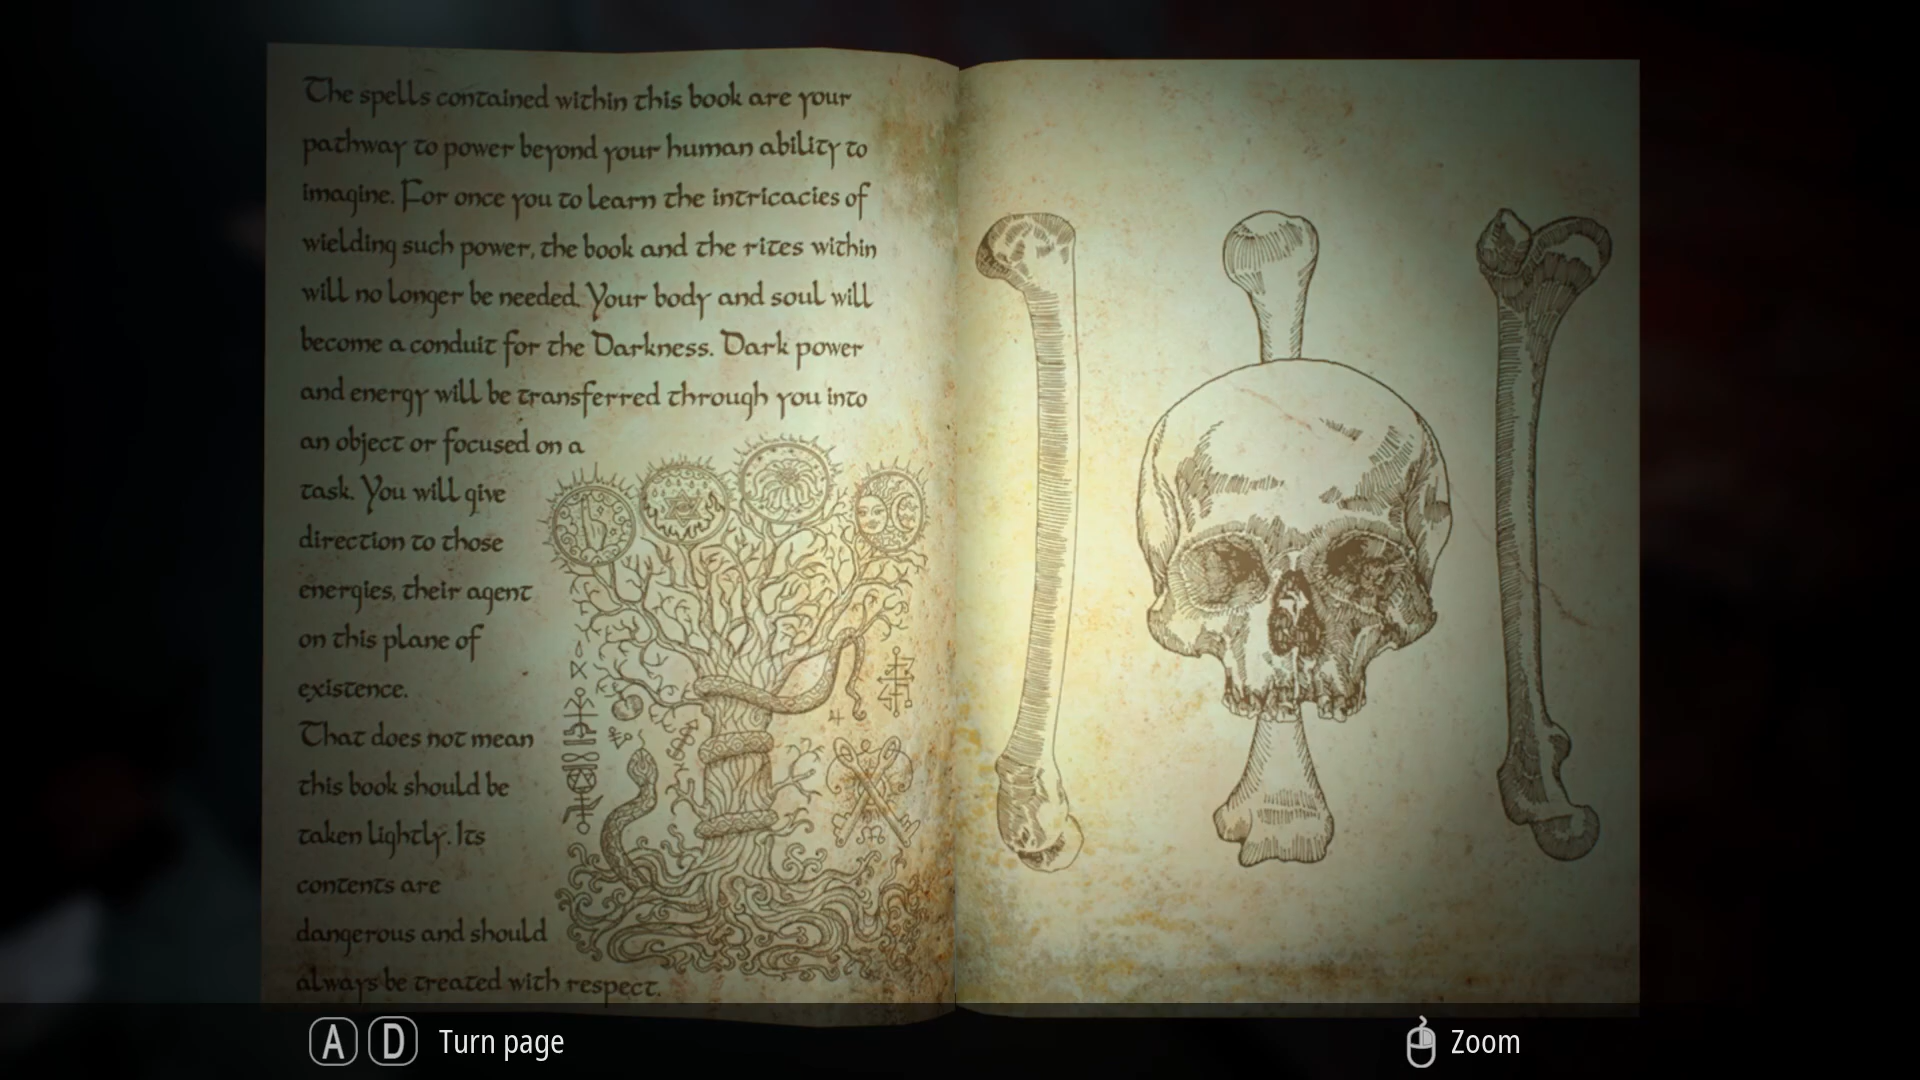 The spells contained within this book are your
pathway to power beyond your human ability to
imagine. For once you to learn the intricacies of
wielding such power, the book and the rites within
will no longer be needed. Your body and soul will
become a conduit for the Darkness. Dark power
and energy will be transferred through you into
an object or focused on a
task. You will give
direction to those
energies, their agent
on this plane of
existence.
That does not mean
this book should be
taken lightly. Its
contents are
dangerous and should
always be treated with respect.
A D Turn page
Zoom